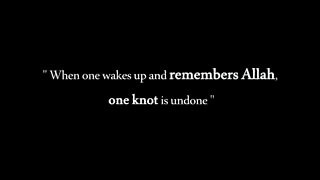 " When one wakes up and remembers Allah,
one knot is undone "